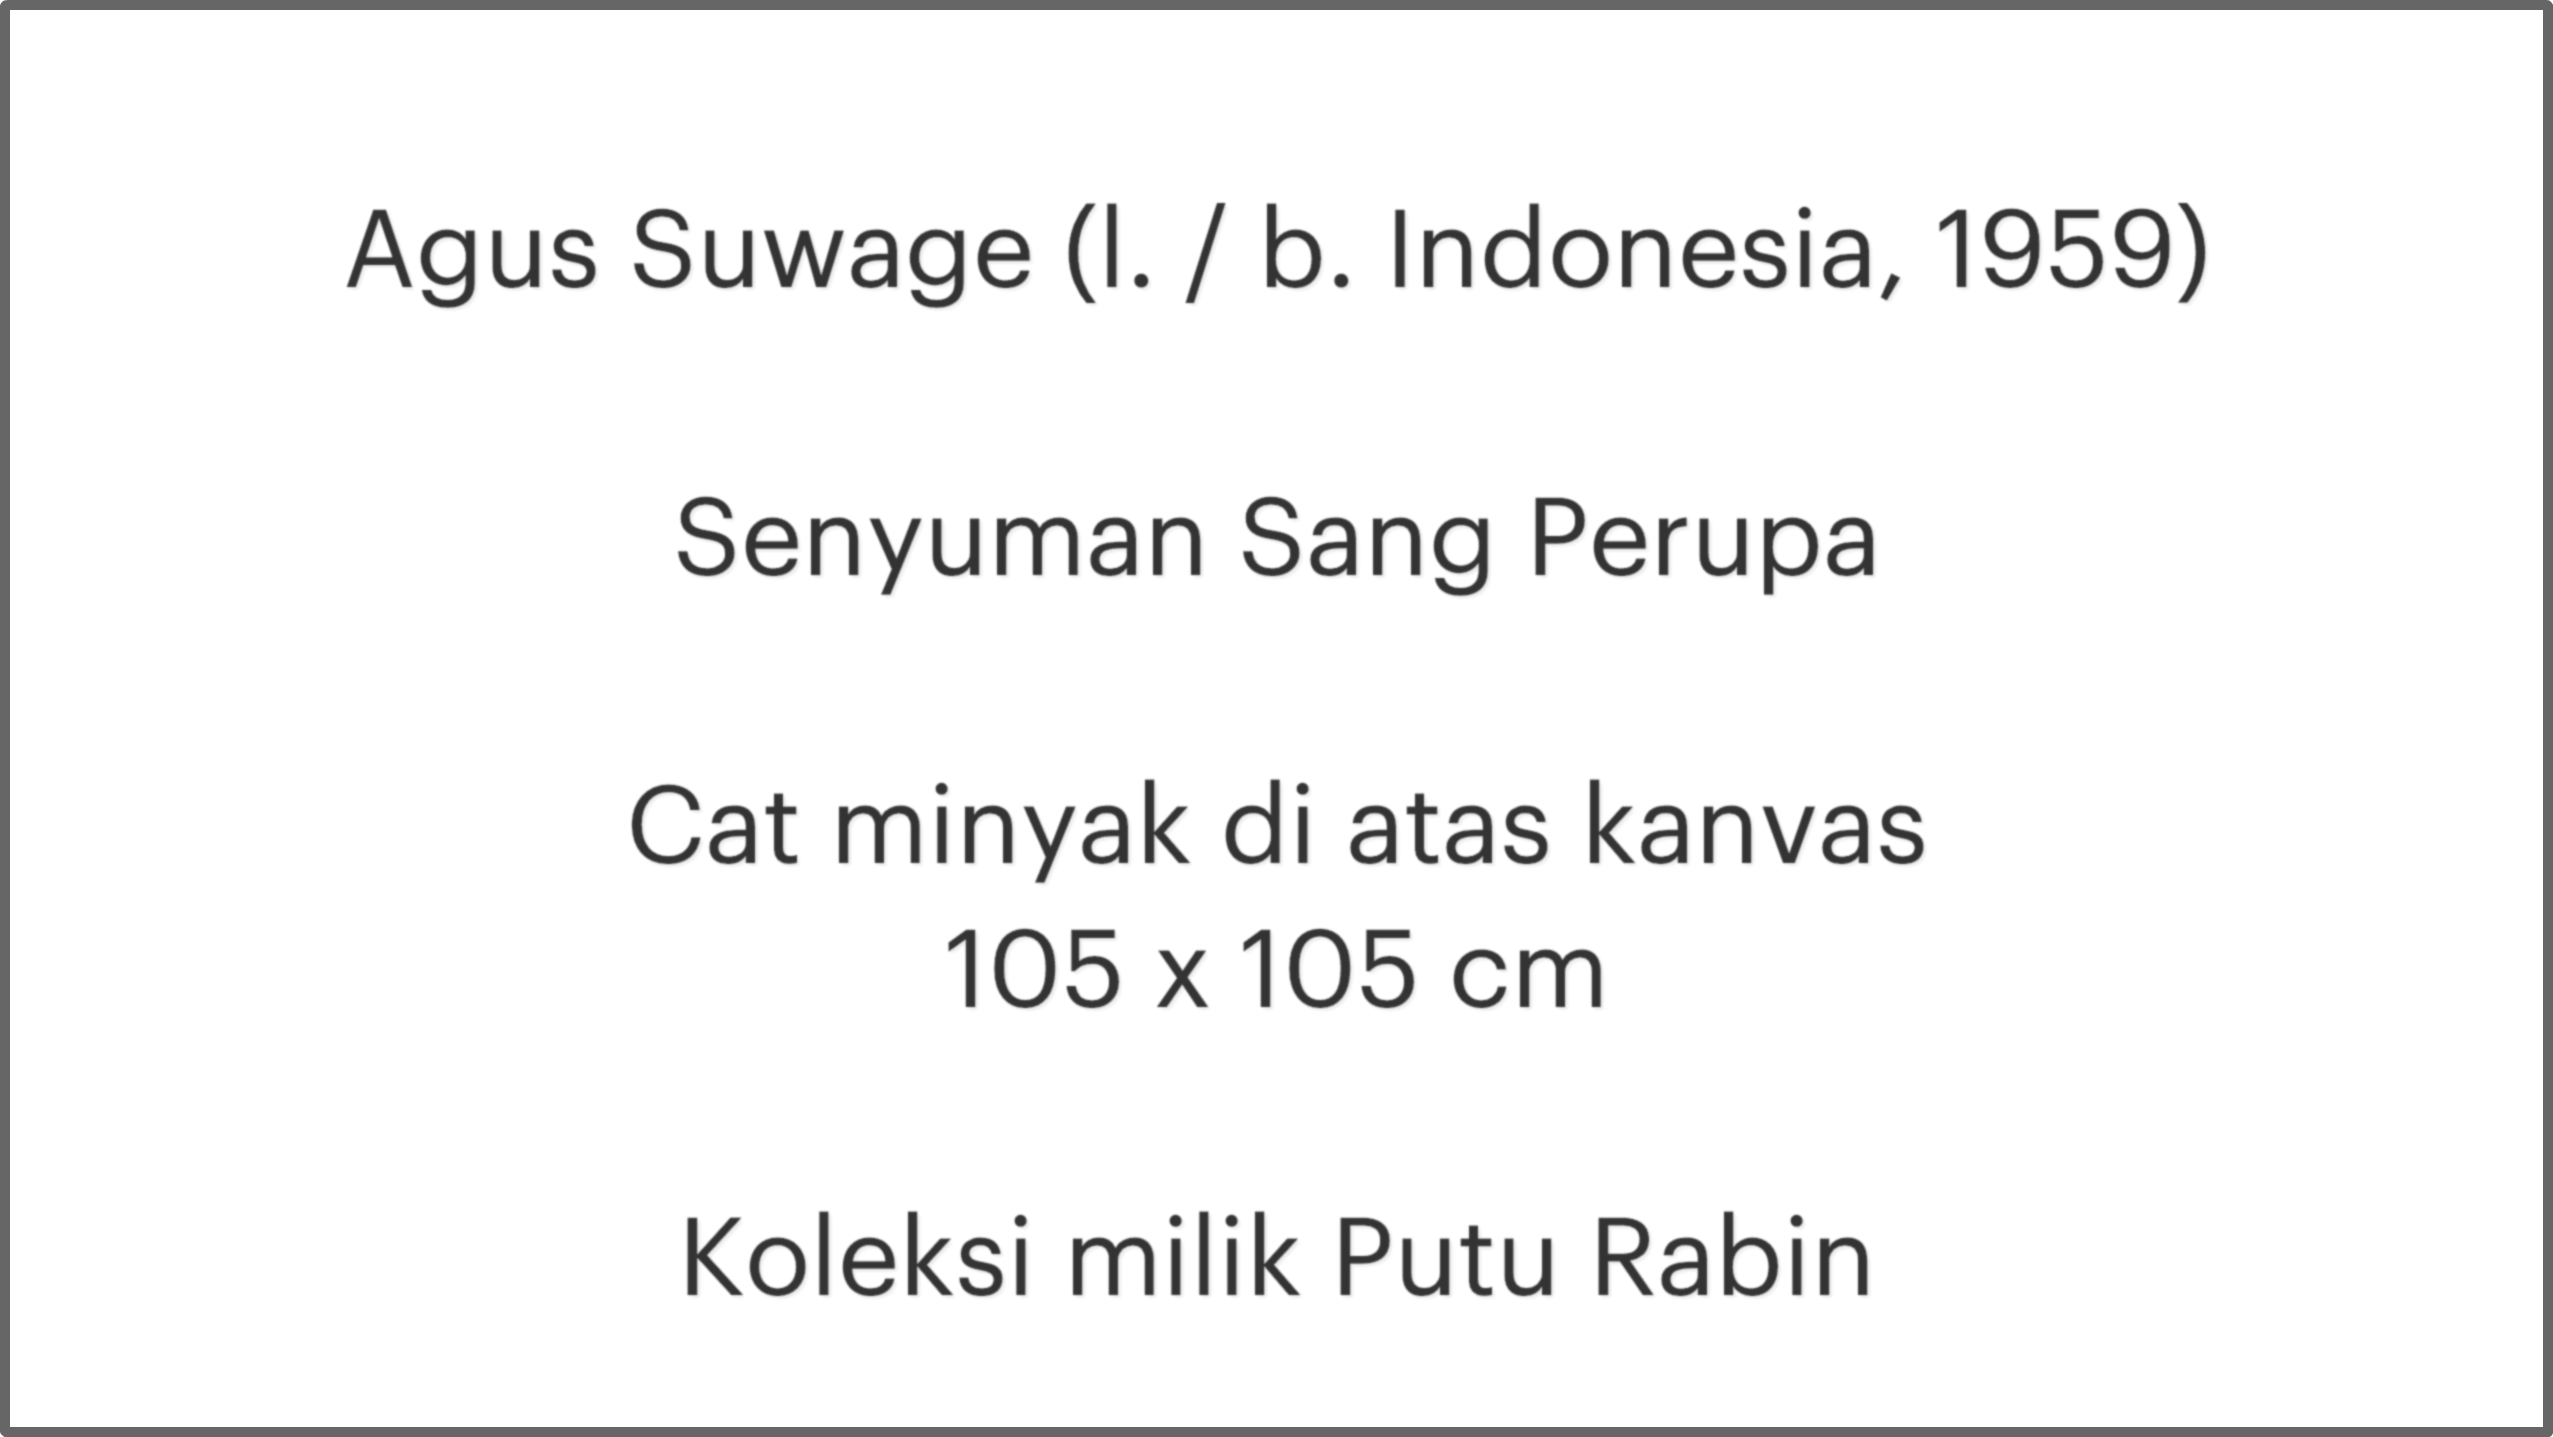 Agus Suwage (l. / b. Indonesia, 1959)
Senyuman Sang Perupa
Cat minyak di atas kanvas
105 x 105 cm
Koleksi milik Putu Rabin